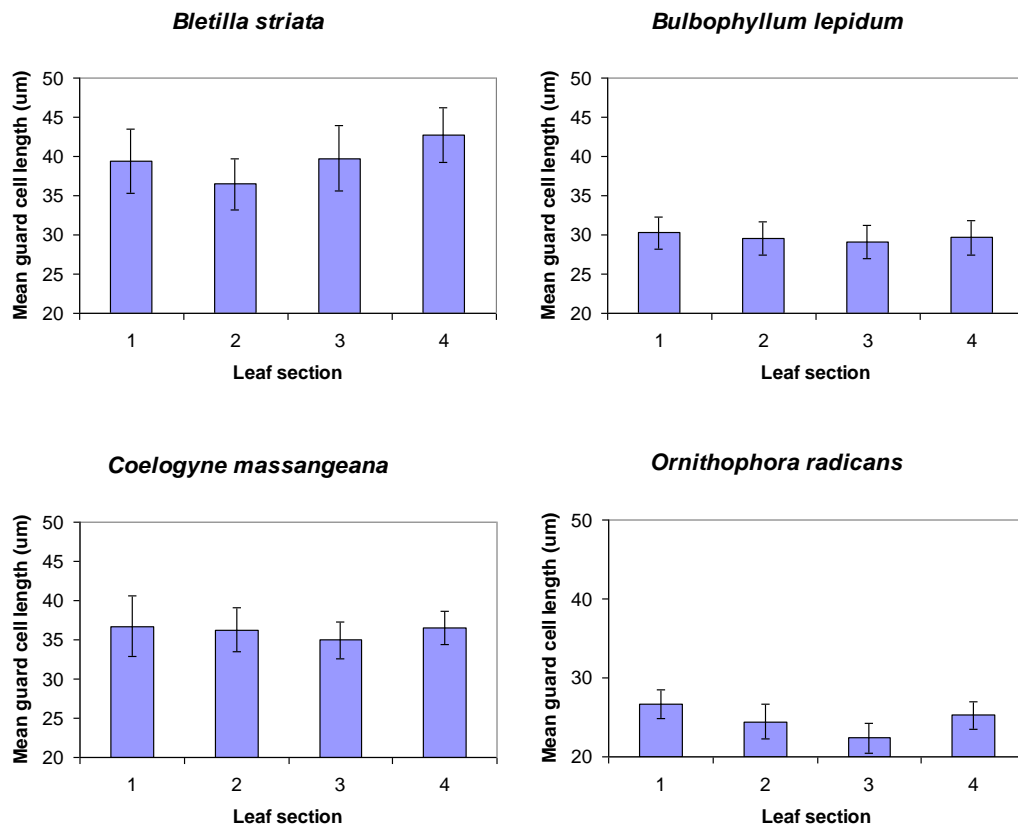 Bletilla striata
Mean guard cell length (um)
50
45
40
35
30
25
20
1 2 3 4
Leaf section
Bulbophyllum lepidum
Mean guard cell length (um)
50
45
40
35
30
25
20
1 2 3 4
Leaf section
Coelogyne massangeana
Mean guard cell length (um)
50
45
40
35
30
25
20
1 2 3 4
Leaf section
Ornithophora radicans
Mean guard cell length (um)
50
40
30
20
1 2 3 4
Leaf section